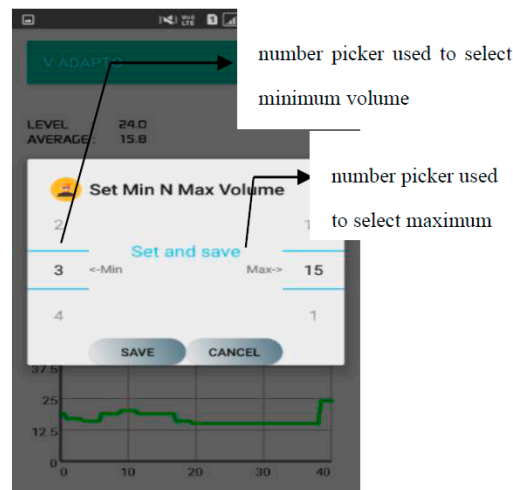 V ADAPTO
number picker used to select
minimum volume
LEVEL : 24.0
AVERAGE : 15.8
number picker used
to select maximum
Set Min N Max Volume
2
Set and save
3 <-Min Max-> 15
4 1
SAVE CANCEL
37.5
25
12.5
0
0 10 20 30 40